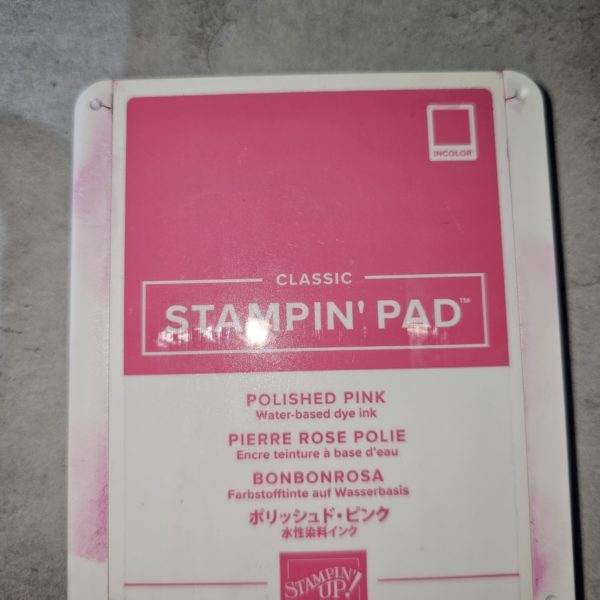 INCOLOR
CLASSIC
STAMPIN' PAD™
POLISHED PINK
Water-based dye ink
PIERRE ROSE POLIE
Encre teinture à base d'eau
BONBONROSA
Farbstofftinte auf Wasserbasis
ポリッシュド・ピンク
水性染料インク
STAMPIN'
UP!